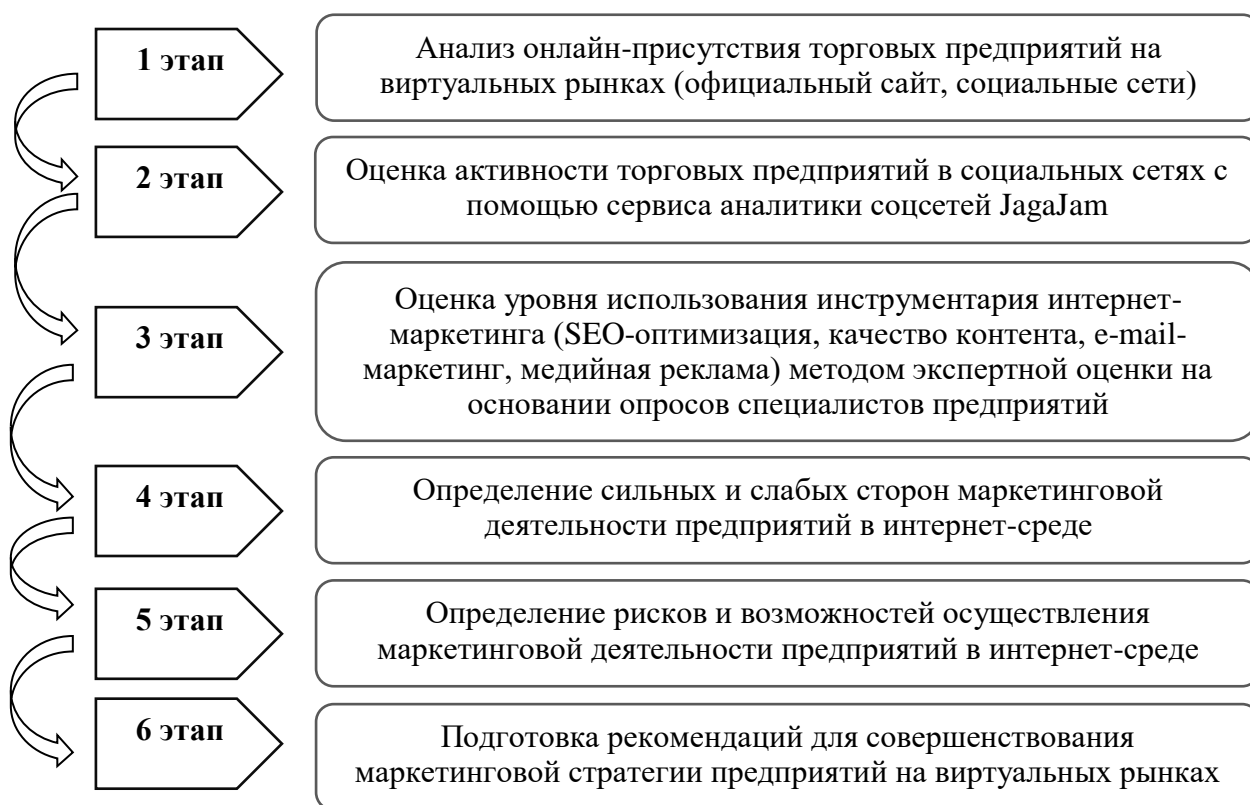 1 этап
Анализ онлайн-присутствия торговых предприятий на
виртуальных рынках (официальный сайт, социальные сети)
2 этап
Оценка активности торговых предприятий в социальных сетях с
помощью сервиса аналитики соцсетей JagaJam
3 этап
Оценка уровня использования инструментария интернет-
маркетинга (SEO-оптимизация, качество контента, e-mail-
маркетинг, медийная реклама) методом экспертной оценки на
основании опросов специалистов предприятий
4 этап
Определение сильных и слабых сторон маркетинговой
деятельности предприятий в интернет-среде
5 этап
Определение рисков и возможностей осуществления
маркетинговой деятельности предприятий в интернет-среде
6 этап
Подготовка рекомендаций для совершенствования
маркетинговой стратегии предприятий на виртуальных рынках